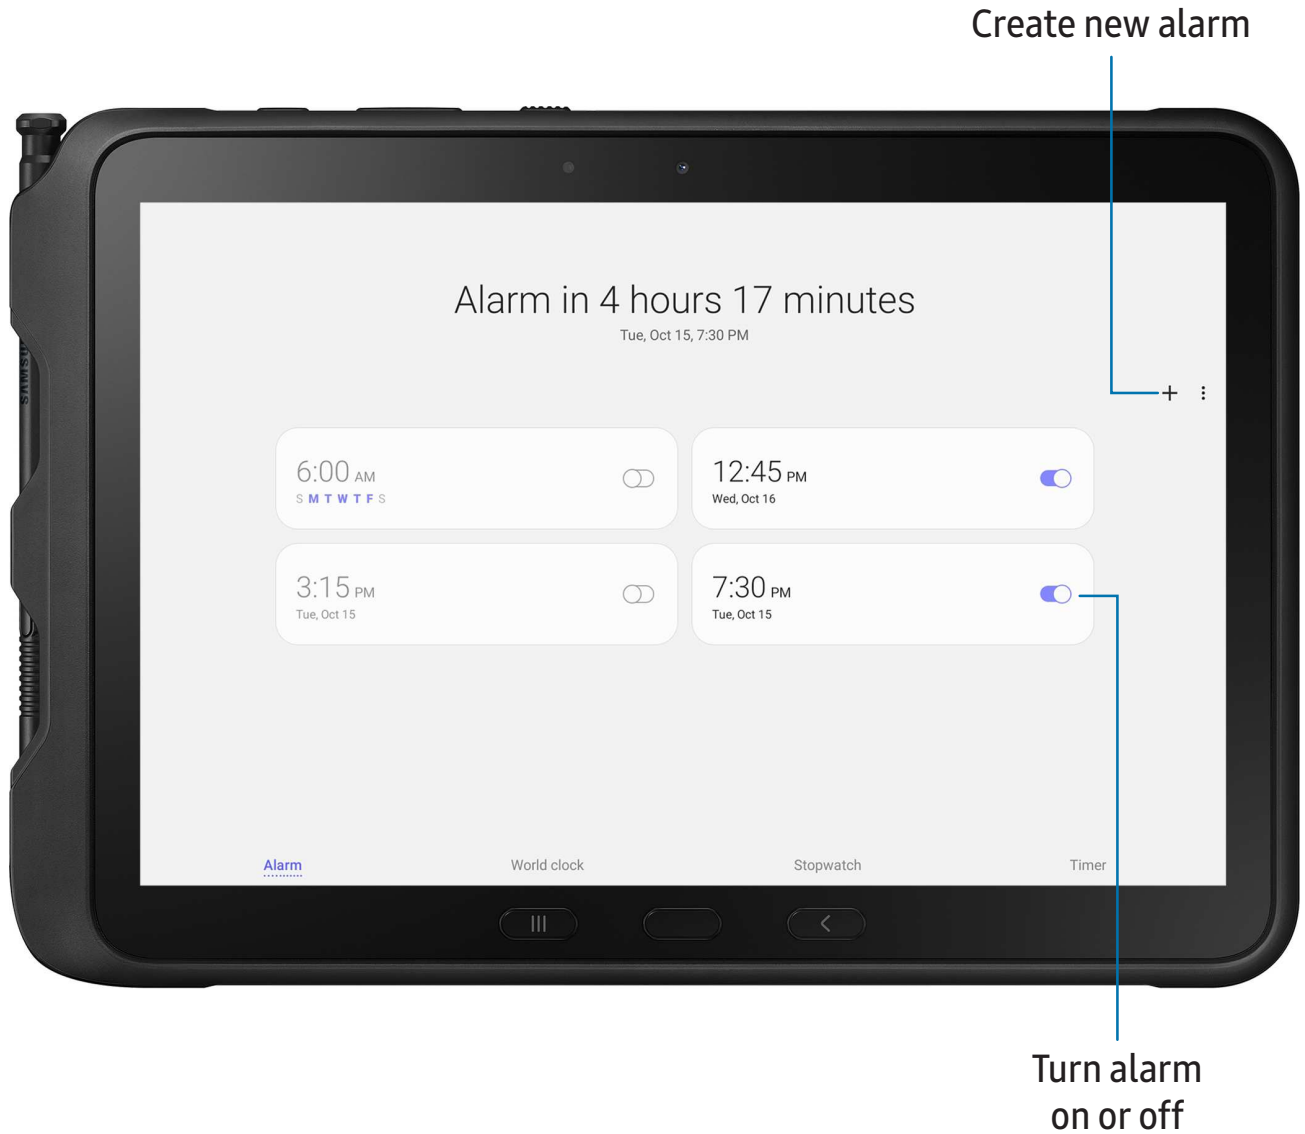 Create new alarm
SAMSU
Alarm in 4 hours 17 minutes
Tue, Oct 15, 7:30 PM
6:00 AM
S M T W T F S
12:45 PM
Wed, Oct 16
3:15 PM
Tue, Oct 15
7:30 PM
Tue, Oct 15
Alarm
World clock
Stopwatch
Timer
Turn alarm
on or off